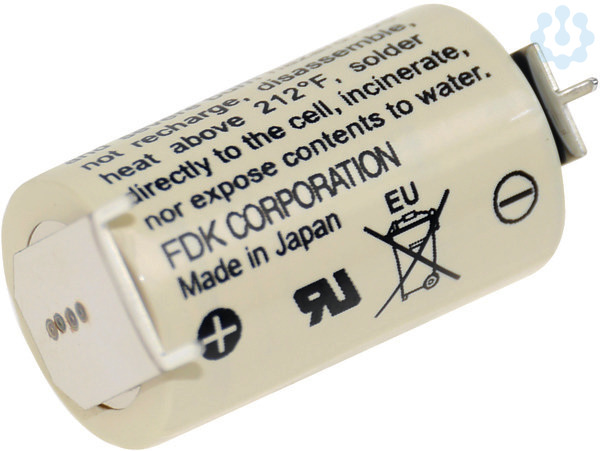 not recharge, disassemble,
heat above 212°F, solder
directly to the cell, incinerate,
nor expose contents to water.
FDK CORPORATION
Made in Japan
EU